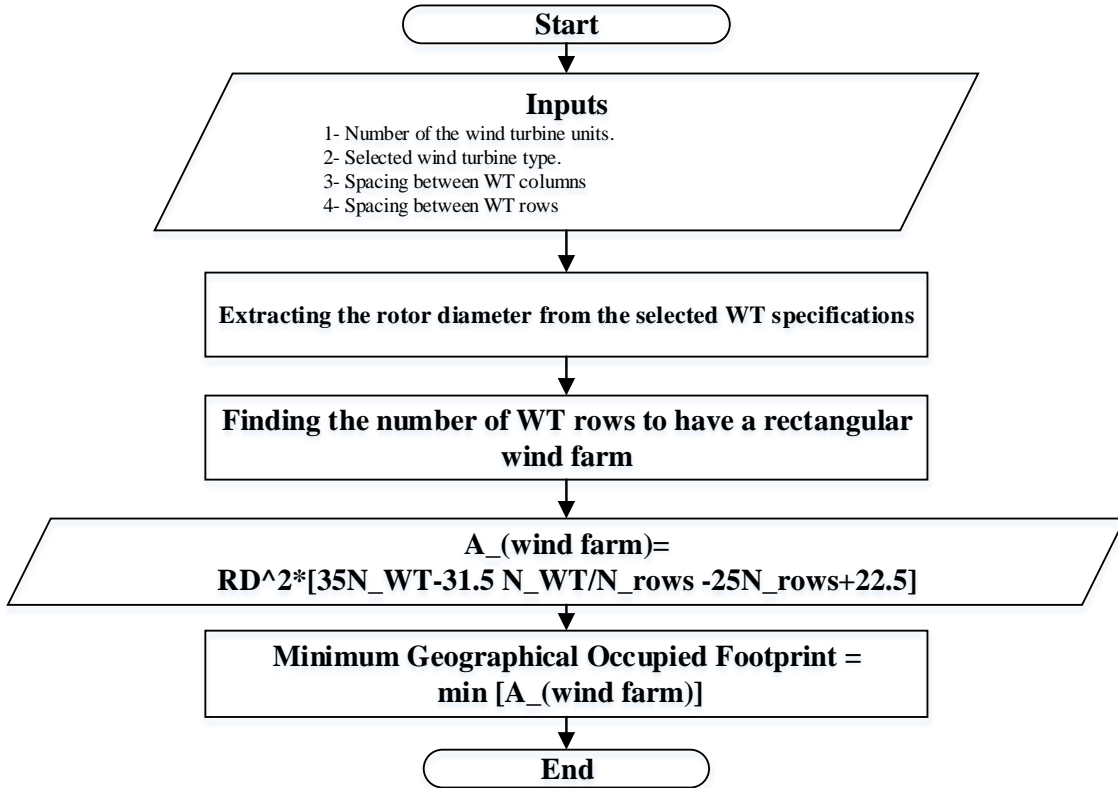 Start
Inputs
1- Number of the wind turbine units.
2- Selected wind turbine type.
3- Spacing between WT columns
4- Spacing between WT rows
Extracting the rotor diameter from the selected WT specifications
Finding the number of WT rows to have a rectangular
wind farm
A_(wind farm)=
RD^2*[35N_WT-31.5 N_WT/N_rows -25N_rows+22.5]
Minimum Geographical Occupied Footprint =
min [A_(wind farm)]
End